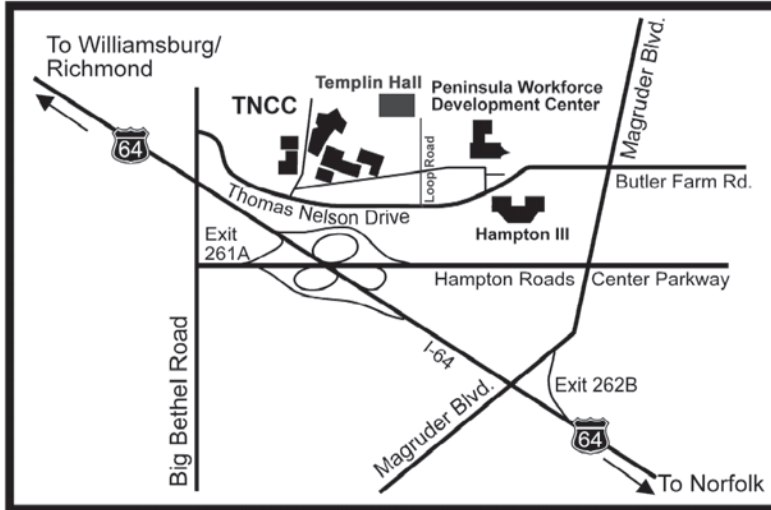 To Williamsburg/
Richmond
64
TNCC
Templin Hall
Peninsula Workforce
Development Center
Magruder Blvd.
Loop Road
Butler Farm Rd.
Thomas Nelson Drive
Hampton III
Exit
261A
Hampton Roads
Center Parkway
Big Bethel Road
I-64
Magruder Blvd.
Exit 262B
64
To Norfolk